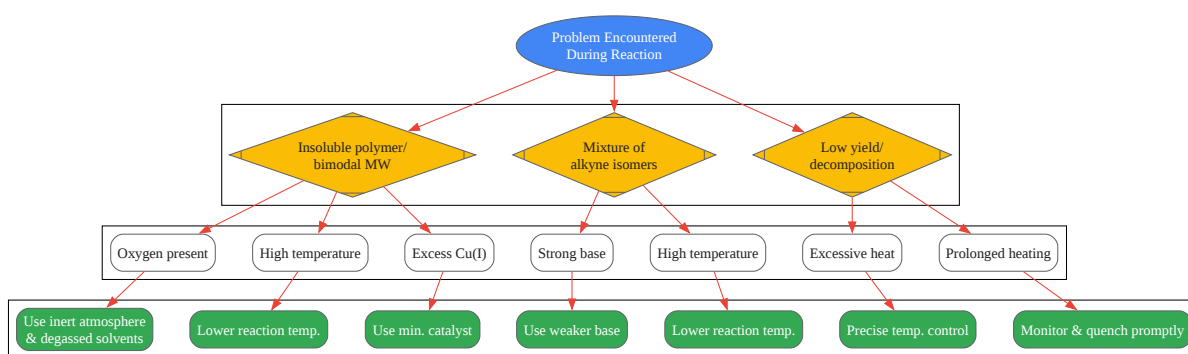 Problem Encountered
During Reaction
Insoluble polymer/
bimodal MW
Mixture of
alkyne isomers
Low yield/
decomposition
Oxygen present
High temperature
Excess Cu(I)
Strong base
High temperature
Excessive heat
Prolonged heating
Use inert atmosphere
& degassed solvents
Lower reaction temp.
Use min. catalyst
Use weaker base
Lower reaction temp.
Precise temp. control
Monitor & quench promptly